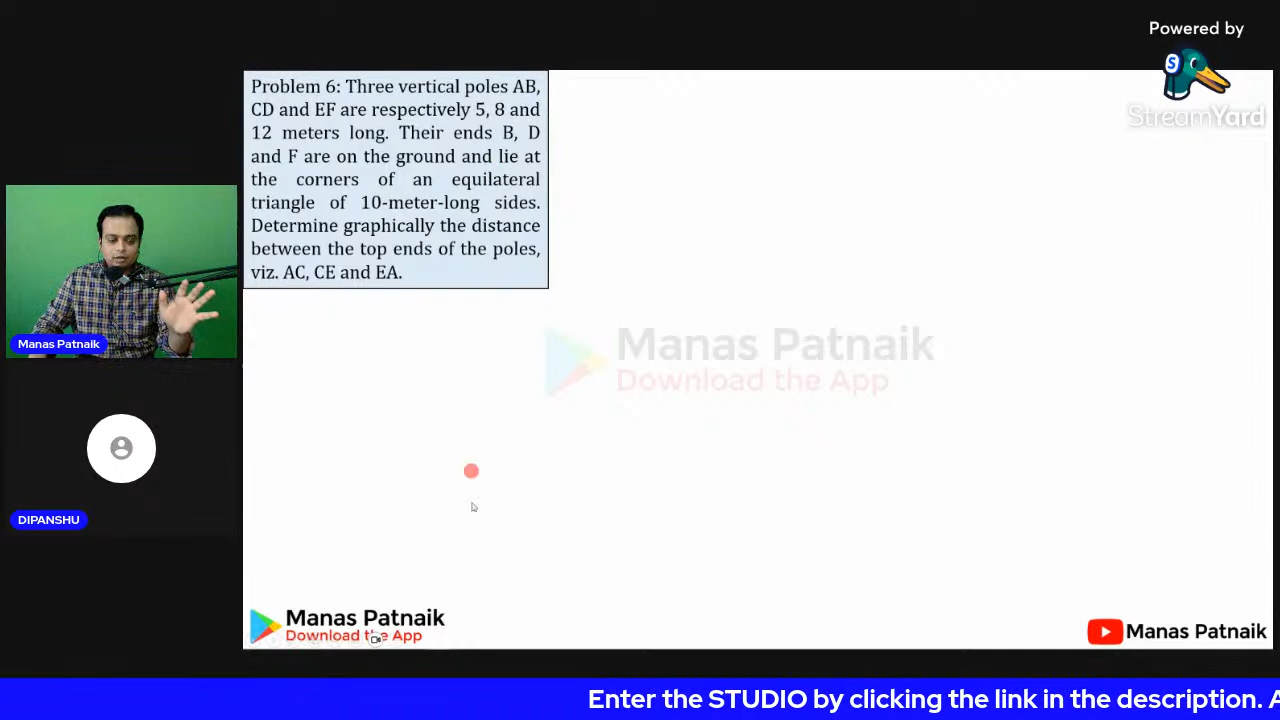 Powered by
StreamYard
Problem 6: Three vertical poles AB,
CD and EF are respectively 5, 8 and
12 meters long. Their ends B, D
and F are on the ground and lie at
the corners of an equilateral
triangle of 10-meter-long sides.
Determine graphically the distance
between the top ends of the poles,
viz. AC, CE and EA.
Manas Patnaik
Manas Patnaik
Download the App
DIPANSHU
Manas Patnaik
Download the App
Manas Patnaik
Enter the STUDIO by clicking the link in the description. A